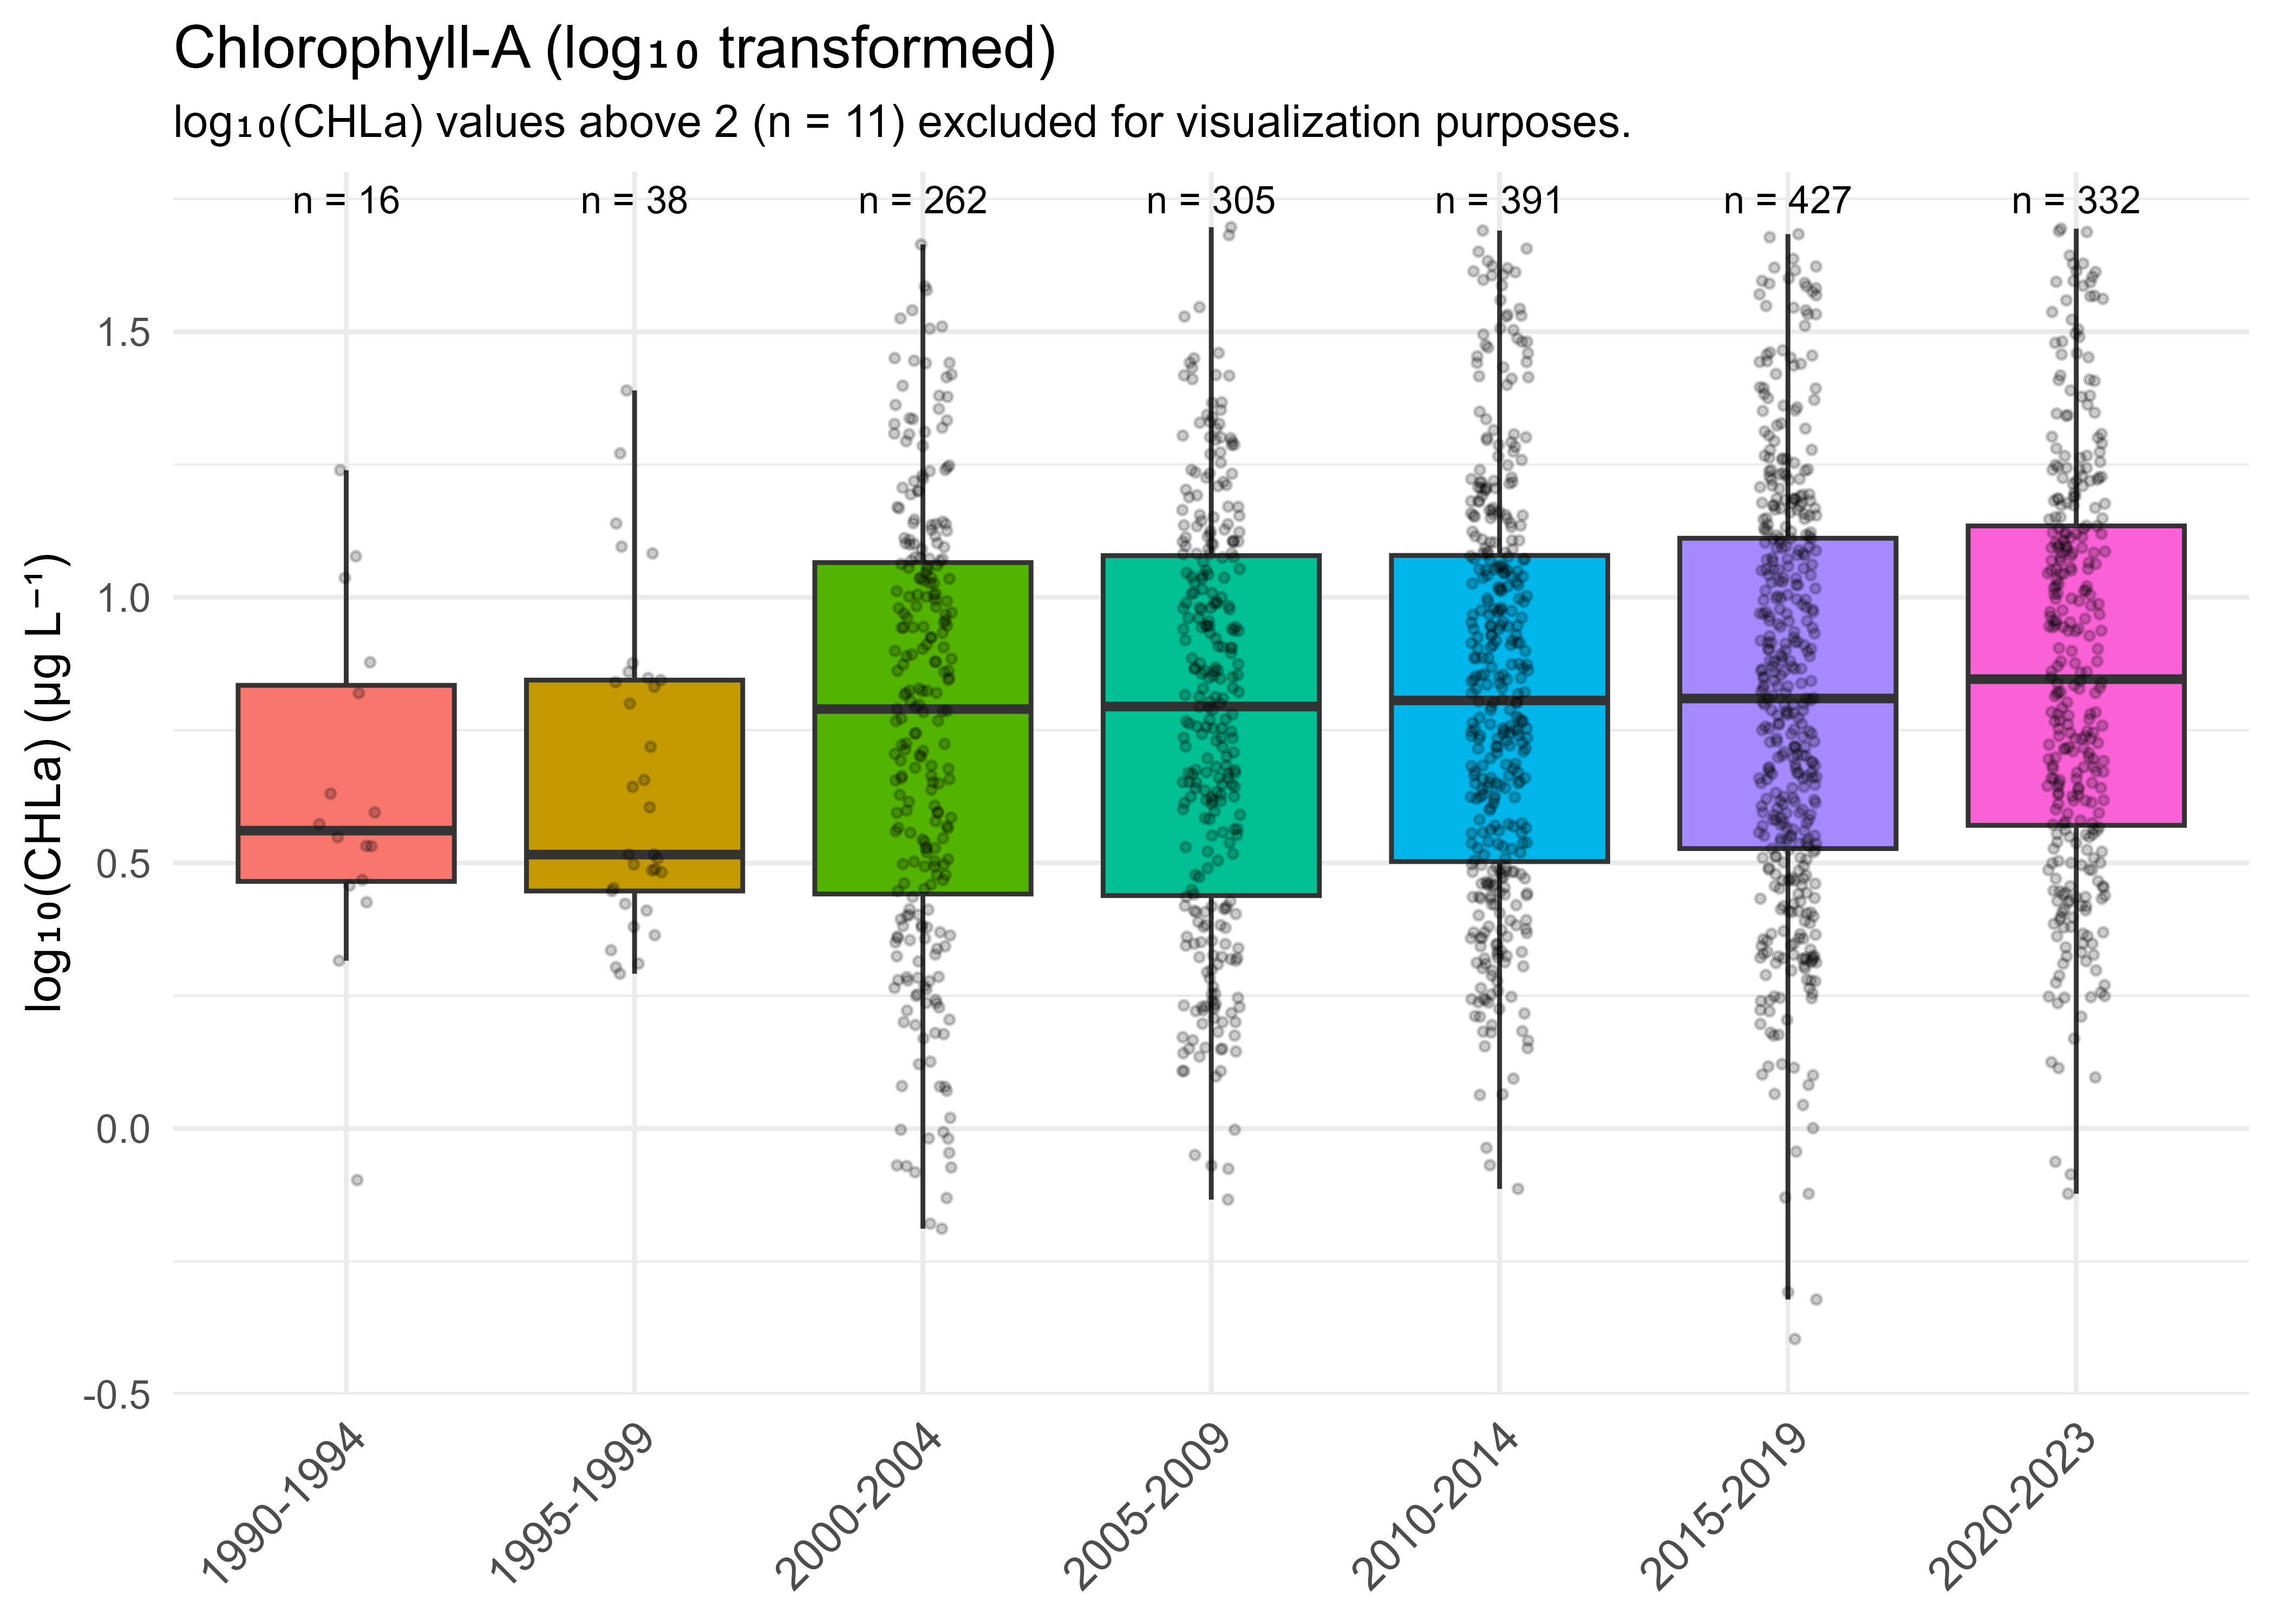 Chlorophyll-A (log₁₀ transformed)
log₁₀(CHLa) values above 2 (n = 11) excluded for visualization purposes.
n = 16 n = 38 n = 262 n = 305 n = 391 n = 427 n = 332
log₁₀(CHLa) (µg L⁻¹)
1.5
1.0
0.5
0.0
-0.5
1990-1994 1995-1999 2000-2004 2005-2009 2010-2014 2015-2019 2020-2023